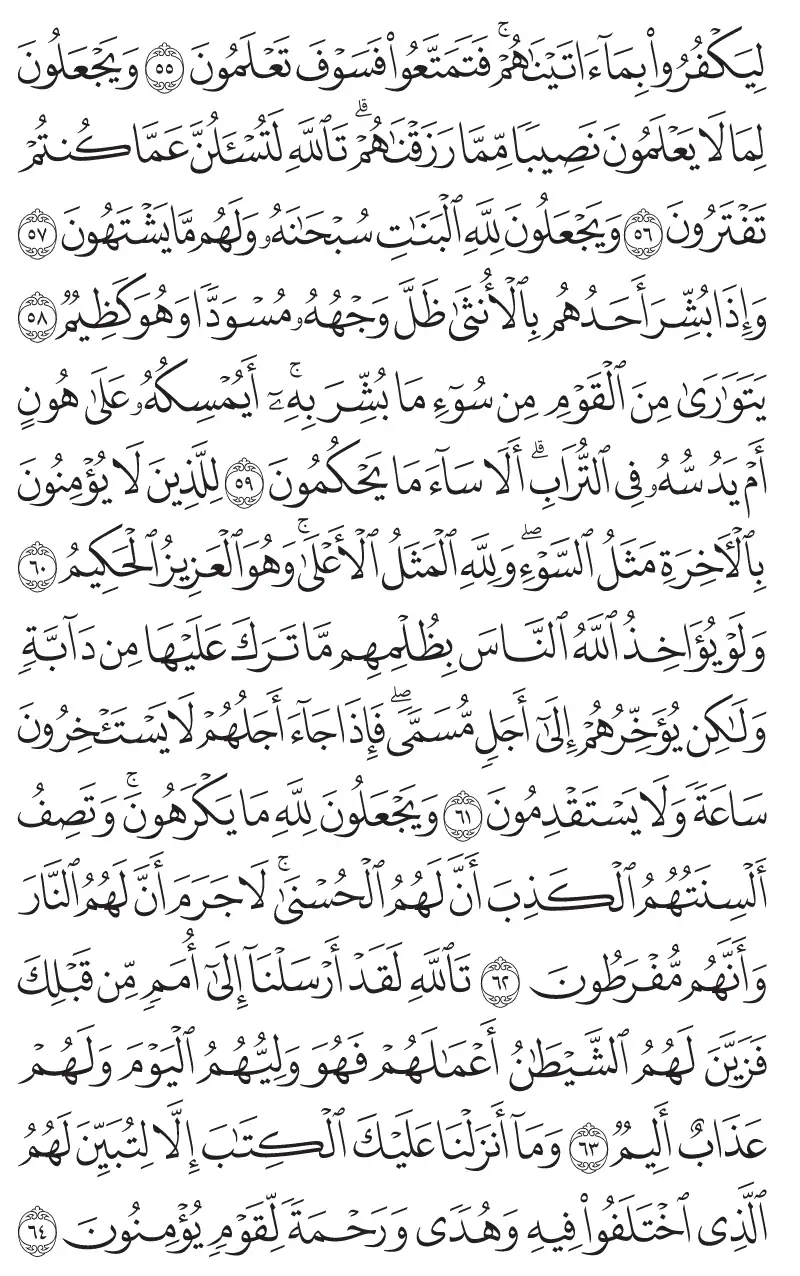 لِيَكْفُرُوا۟ بِمَآ ءَاتَيْنَـٰهُمْ ۚ فَتَمَتَّعُوا۟ فَسَوْفَ تَعْلَمُونَ ٥٥ وَيَجْعَلُونَ
لِمَا لَا يَعْلَمُونَ نَصِيبًا مِّمَّا رَزَقْنَـٰهُمْ ۗ تَٱللَّهِ لَتُسْـَٔلُنَّ عَمَّا كُنتُمْ
تَفْتَرُونَ ٥٦ وَيَجْعَلُونَ لِلَّهِ ٱلْبَنَـٰتِ سُبْحَـٰنَهُۥ وَلَهُم مَّا يَشْتَهُونَ ٥٧
وَإِذَا بُشِّرَ أَحَدُهُم بِٱلْأُنثَىٰ ظَلَّ وَجْهُهُۥ مُسْوَدًّا وَهُوَ كَظِيمٌ ٥٨
يَتَوَٰرَىٰ مِنَ ٱلْقَوْمِ مِن سُوٓءِ مَا بُشِّرَ بِهِۦٓ ۚ أَيُمْسِكُهُۥ عَلَىٰ هُونٍ
أَمْ يَدُسُّهُۥ فِى ٱلتُّرَابِ ۗ أَلَا سَآءَ مَا يَحْكُمُونَ ٥٩ لِلَّذِينَ لَا يُؤْمِنُونَ
بِٱلْـَٔاخِرَةِ مَثَلُ ٱلسَّوْءِ ۖ وَلِلَّهِ ٱلْمَثَلُ ٱلْأَعْلَىٰ ۚ وَهُوَ ٱلْعَزِيزُ ٱلْحَكِيمُ ٦٠
وَلَوْ يُؤَاخِذُ ٱللَّهُ ٱلنَّاسَ بِظُلْمِهِم مَّا تَرَكَ عَلَيْهَا مِن دَآبَّةٍ
وَلَـٰكِن يُؤَخِّرُهُمْ إِلَىٰٓ أَجَلٍ مُّسَمًّى ۖ فَإِذَا جَآءَ أَجَلُهُمْ لَا يَسْتَـْٔخِرُونَ
سَاعَةً ۖ وَلَا يَسْتَقْدِمُونَ ٦١ وَيَجْعَلُونَ لِلَّهِ مَا يَكْرَهُونَ ۚ وَتَصِفُ
أَلْسِنَتُهُمُ ٱلْكَذِبَ أَنَّ لَهُمُ ٱلْحُسْنَىٰ ۚ لَا جَرَمَ أَنَّ لَهُمُ ٱلنَّارَ
وَأَنَّهُم مُّفْرَطُونَ ٦٢ تَٱللَّهِ لَقَدْ أَرْسَلْنَآ إِلَىٰٓ أُمَمٍ مِّن قَبْلِكَ
فَزَيَّنَ لَهُمُ ٱلشَّيْطَـٰنُ أَعْمَـٰلَهُمْ فَهُوَ وَلِيُّهُمُ ٱلْيَوْمَ وَلَهُمْ
عَذَابٌ أَلِيمٌ ٦٣ وَمَآ أَنزَلْنَا عَلَيْكَ ٱلْكِتَـٰبَ إِلَّا لِتُبَيِّنَ لَهُمُ
ٱلَّذِى ٱخْتَلَفُوا۟ فِيهِ وَهُدًى وَرَحْمَةً لِّقَوْمٍ يُؤْمِنُونَ ٦٤